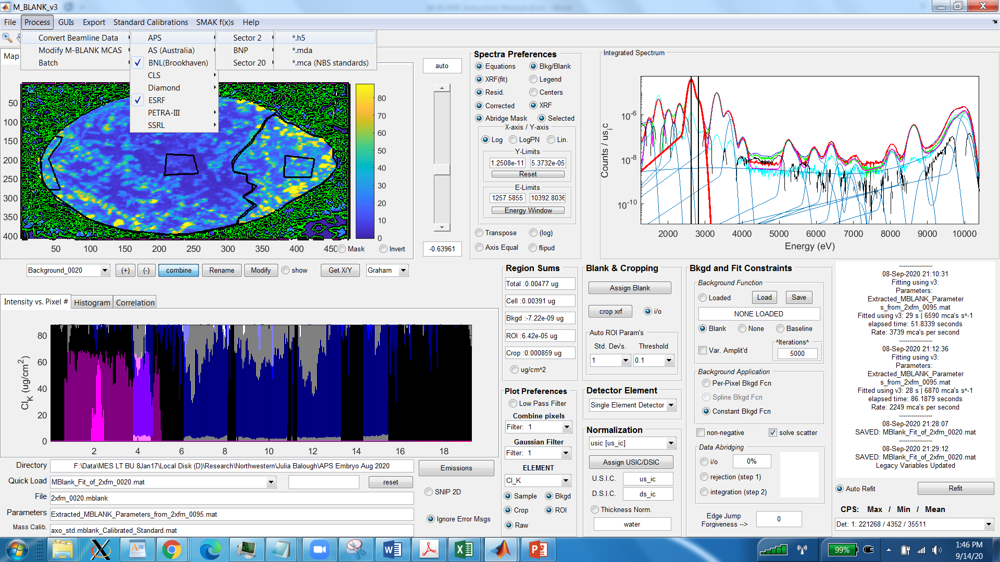 M_BLANK_v3
File Process GUIs Export Standard Calibrations SMAK f(x)s Help
Convert Beamline Data
Modify M-BLANK MCAS
Batch
APS
AS (Australia)
BNL(Brookhaven)
CLS
Diamond
ESRF
PETRA-III
SSRL
Sector 2
BNP
Sector 20
*.h5
*.mda
*.mca (NBS standards)
Map
50
100
150
200
250
300
350
400
50 100 150 200 250 300 350 400 450
80
70
60
50
40
30
20
10
0
Mask Invert
auto
-0.63961
Spectra Preferences
Equations Bkg/Blank
XRF(fit) Legend
Resid. Centers
Corrected XRF
Abridge Mask Selected
X-axis / Y-axis
Log LogPN Lin.
Y-Limits
1.2508e-11 5.3732e-05
Reset
E-Limits
1257.5855 10392.8036
Energy Window
Transpose (log)
Axis Equal flipud
Integrated Spectrum
Counts / us_ic
10-6
10-8
10-10
2000 3000 4000 5000 6000 7000 8000 9000 10000
Energy (eV)
Background_0020 (+) (-) combine Rename Modify show Get X/Y Graham
Intensity vs. Pixel # Histogram Correlation
Cl_K (ug/cm2)
80
60
40
20
0
2 4 6 8 10 12 14 16 18
Directory F:\Data\MES LT BU 8Jan17\Local Disk (D)\Research\Northwestern\Julia Balough\APS Embryo Aug 2020
Quick Load MBlank_Fit_of_2xfm_0020.mat reset
File 2xfm_0020.mblank
Parameters Extracted_MBLANK_Parameters_from_2xfm_0095.mat
Mass Calib. axo_std.mblank_Calibrated_Standard.mat
Emissions
SNIP 2D
Ignore Error Msgs
Region Sums
Total :0.00477 ug
Cell :0.00391 ug
Bkgd :-7.22e-09 ug
ROI :6.42e-05 ug
Crop :0.000859 ug
ug/cm^2
Plot Preferences
Low Pass Filter
Combine pixels
Filter: 1
Gaussian Filter
Filter: 1
ELEMENT
Cl_K
Sample Bkgd
Crop ROI
Raw
Blank & Cropping
Assign Blank
crop xrf i/o
Auto ROI Param's
Std. Dev's. Threshold
1 0.1
Detector Element
Single Element Detector
Normalization
usic [us_ic]
Assign USIC/DSIC
U.S.I.C. us_ic
D.S.I.C. ds_ic
Thickness Norm.
water
Bkgd and Fit Constraints
Background Function
Loaded Load Save
NONE LOADED
Blank None Baseline
Var. Amplit'd
^Iterations^
5000
Background Application
Per-Pixel Bkgd Fcn
Spline Bkgd Fcn
Constant Bkgd Fcn
non-negative solve scatter
Data Abridging
i/o 0%
rejection (step 1)
integration (step 2)
Edge Jump
Forgiveness --> 0
----------------
08-Sep-2020 21:10:31
Fitting using v3:
Parameters:
Extracted_MBLANK_Parameter
s_from_2xfm_0095.mat
Fitted using v3: 29 s | 6590 mca's s^-1
elapsed time: 51.8339 seconds
Rate: 3739 mca's per second
----------------
08-Sep-2020 21:12:36
Fitting using v3:
Parameters:
Extracted_MBLANK_Parameter
s_from_2xfm_0095.mat
Fitted using v3: 28 s | 6870 mca's s^-1
elapsed time: 86.1879 seconds
Rate: 2249 mca's per second
----------------
08-Sep-2020 21:28:07
SAVED: MBlank_Fit_of_2xfm_0020.mat
----------------
08-Sep-2020 21:29:12
SAVED: MBlank_Fit_of_2xfm_0020.mat
Legacy Variables Updated
Auto Refit Refit
CPS: Max / Min / Mean
Det: 1: 221268 / 4352 / 35511
99%
1:46 PM
9/14/20